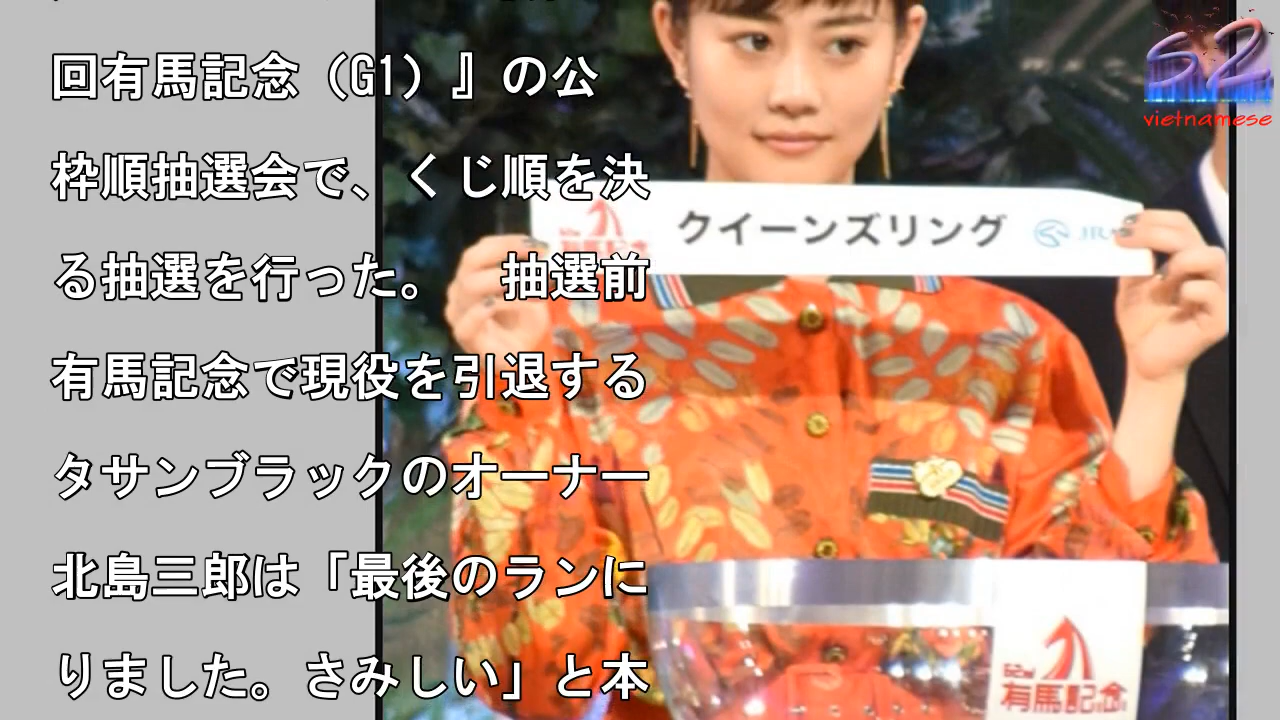 回有馬記念（G1）』の公
枠順抽選会で、くじ順を決
る抽選を行った。　抽選前
有馬記念で現役を引退する
タサンブラックのオーナー
北島三郎は「最後のランに
りました。さみしい」と本
クイーンズリング
JRA
62nd
有馬記念
S2
vietnamese